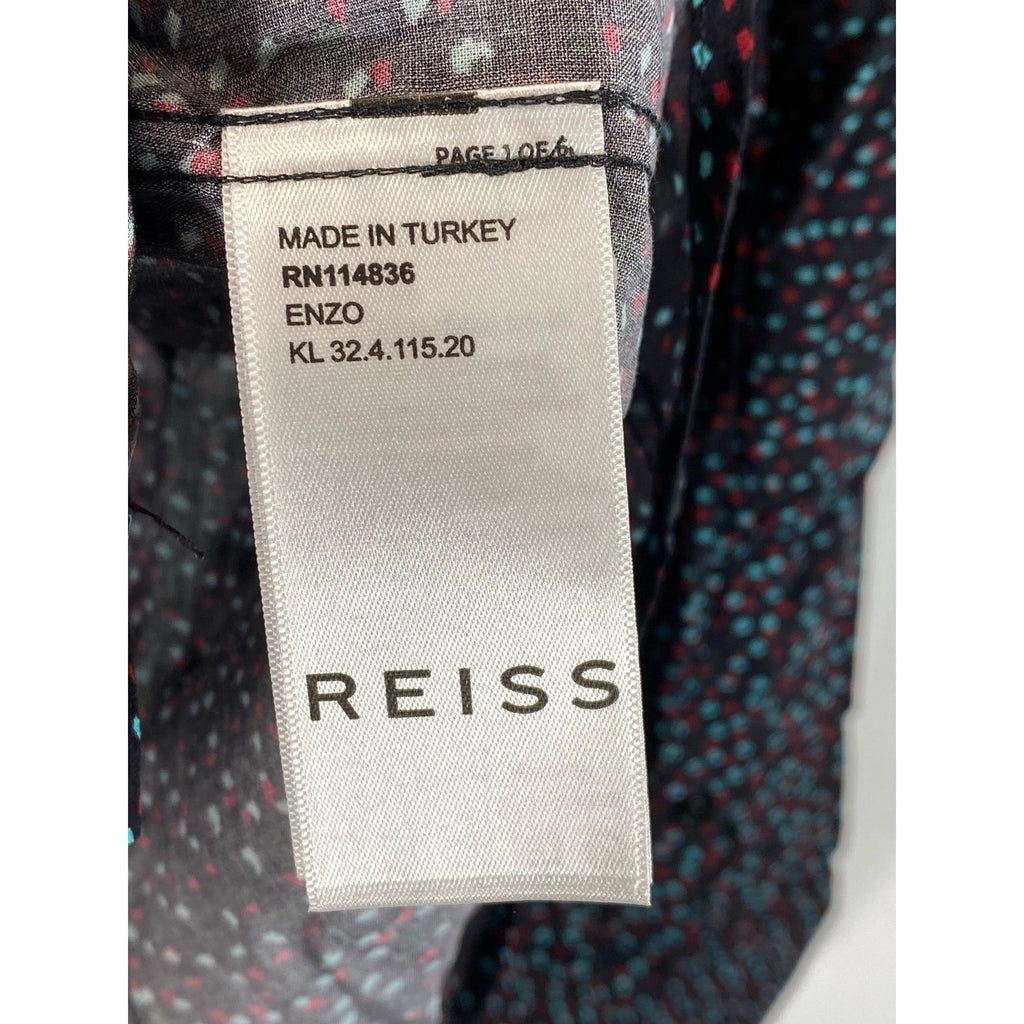 PAGE 1 OF 6
MADE IN TURKEY
RN114836
ENZO
KL 32.4.115.20
REISS